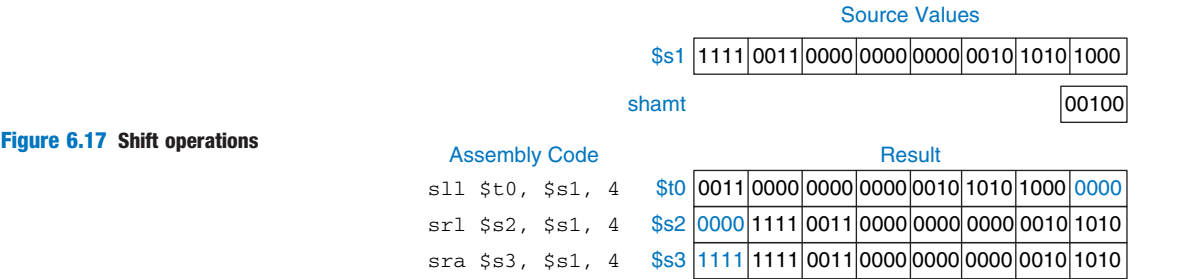 Source Values
$s1 1111 0011 0000 0000 0000 0010 1010 1000
shamt 00100
Figure 6.17 Shift operations
Assembly Code Result
sll $t0, $s1, 4 $t0 0011 0000 0000 0000 0010 1010 1000 0000
srl $s2, $s1, 4 $s2 0000 1111 0011 0000 0000 0000 0010 1010
sra $s3, $s1, 4 $s3 1111 1111 0011 0000 0000 0000 0010 1010